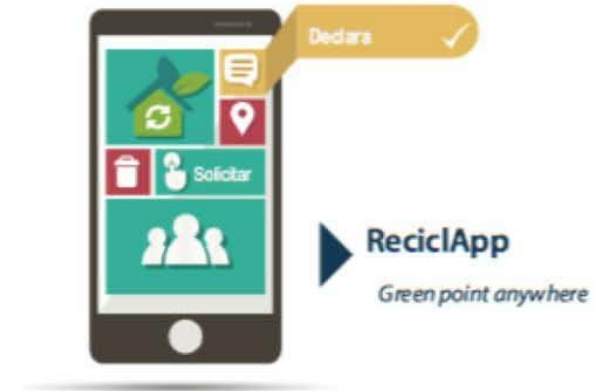 Declara
Solicitar
ReciclApp
Green point anywhere